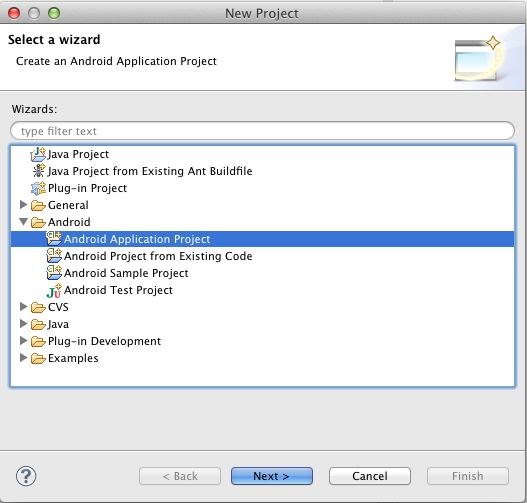 New Project
Select a wizard
Create an Android Application Project
Wizards:
type filter text
Java Project
Java Project from Existing Ant Buildfile
Plug-in Project
General
Android
Android Application Project
Android Project from Existing Code
Android Sample Project
Android Test Project
CVS
Java
Plug-in Development
Examples
? < Back Next > Cancel Finish